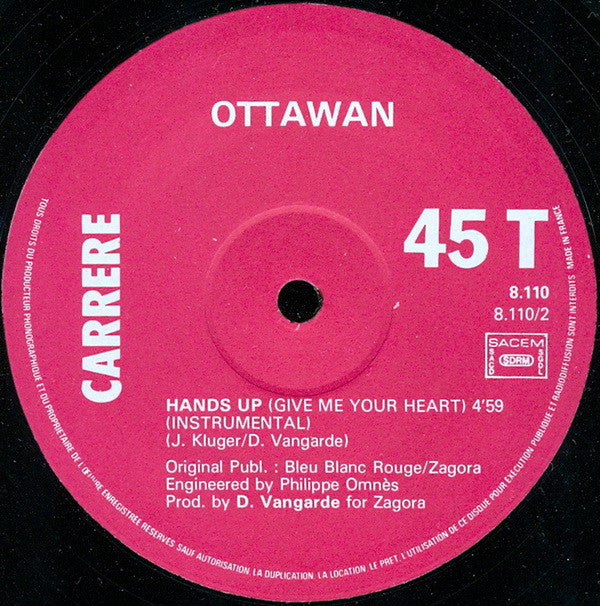 OTTAWAN
CARRERE
45 T
8.110
8.110/2
SACEM
SACD
SDRM
SGDL
HANDS UP (GIVE ME YOUR HEART) 4'59
(INSTRUMENTAL)
(J. Kluger/D. Vangarde)
Original Publ. : Bleu Blanc Rouge/Zagora
Engineered by Philippe Omnès
Prod. by D. Vangarde for Zagora
TOUS DROITS DU PRODUCTEUR PHONOGRAPHIQUE ET DU PROPRIETAIRE DE L'ŒUVRE ENREGISTREE RESERVES. SAUF AUTORISATION, LA DUPLICATION, LA LOCATION, LE PRET, L'UTILISATION DE CE DISQUE POUR EXECUTION PUBLIQUE ET RADIODIFFUSION SONT INTERDITS MADE IN FRANCE